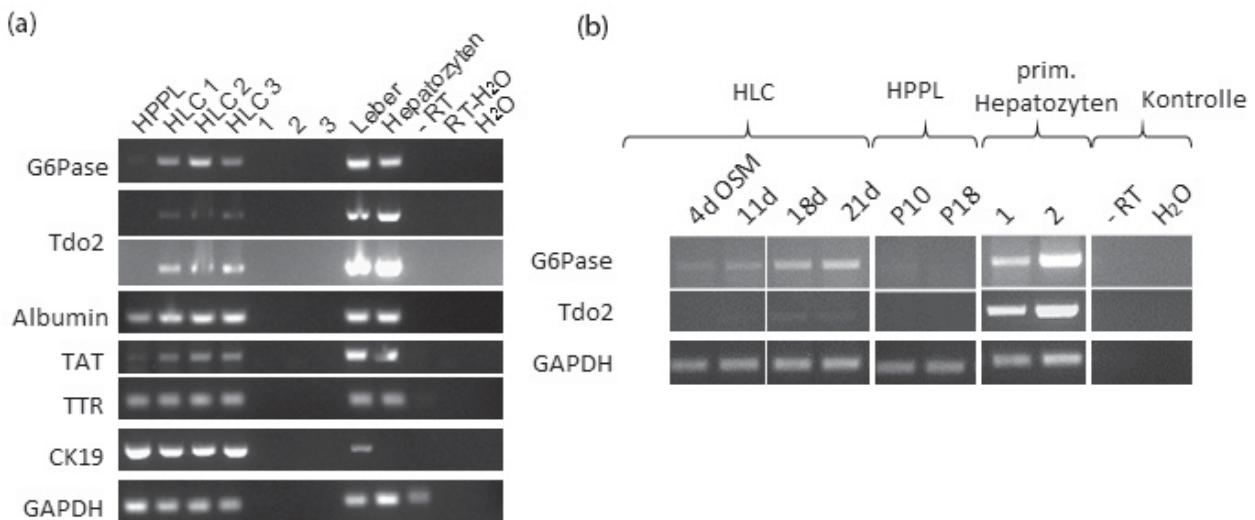 (a)
HPPL HLC 1 HLC 2 HLC 3 1 2 3 Leber Hepatozyten - RT RT-H2O H2O
G6Pase
Tdo2
Albumin
TAT
TTR
CK19
GAPDH
(b)
HLC HPPL prim. Hepatozyten Kontrolle
4d OSM 11d 18d 21d P10 P18 1 2 - RT H2O
G6Pase
Tdo2
GAPDH